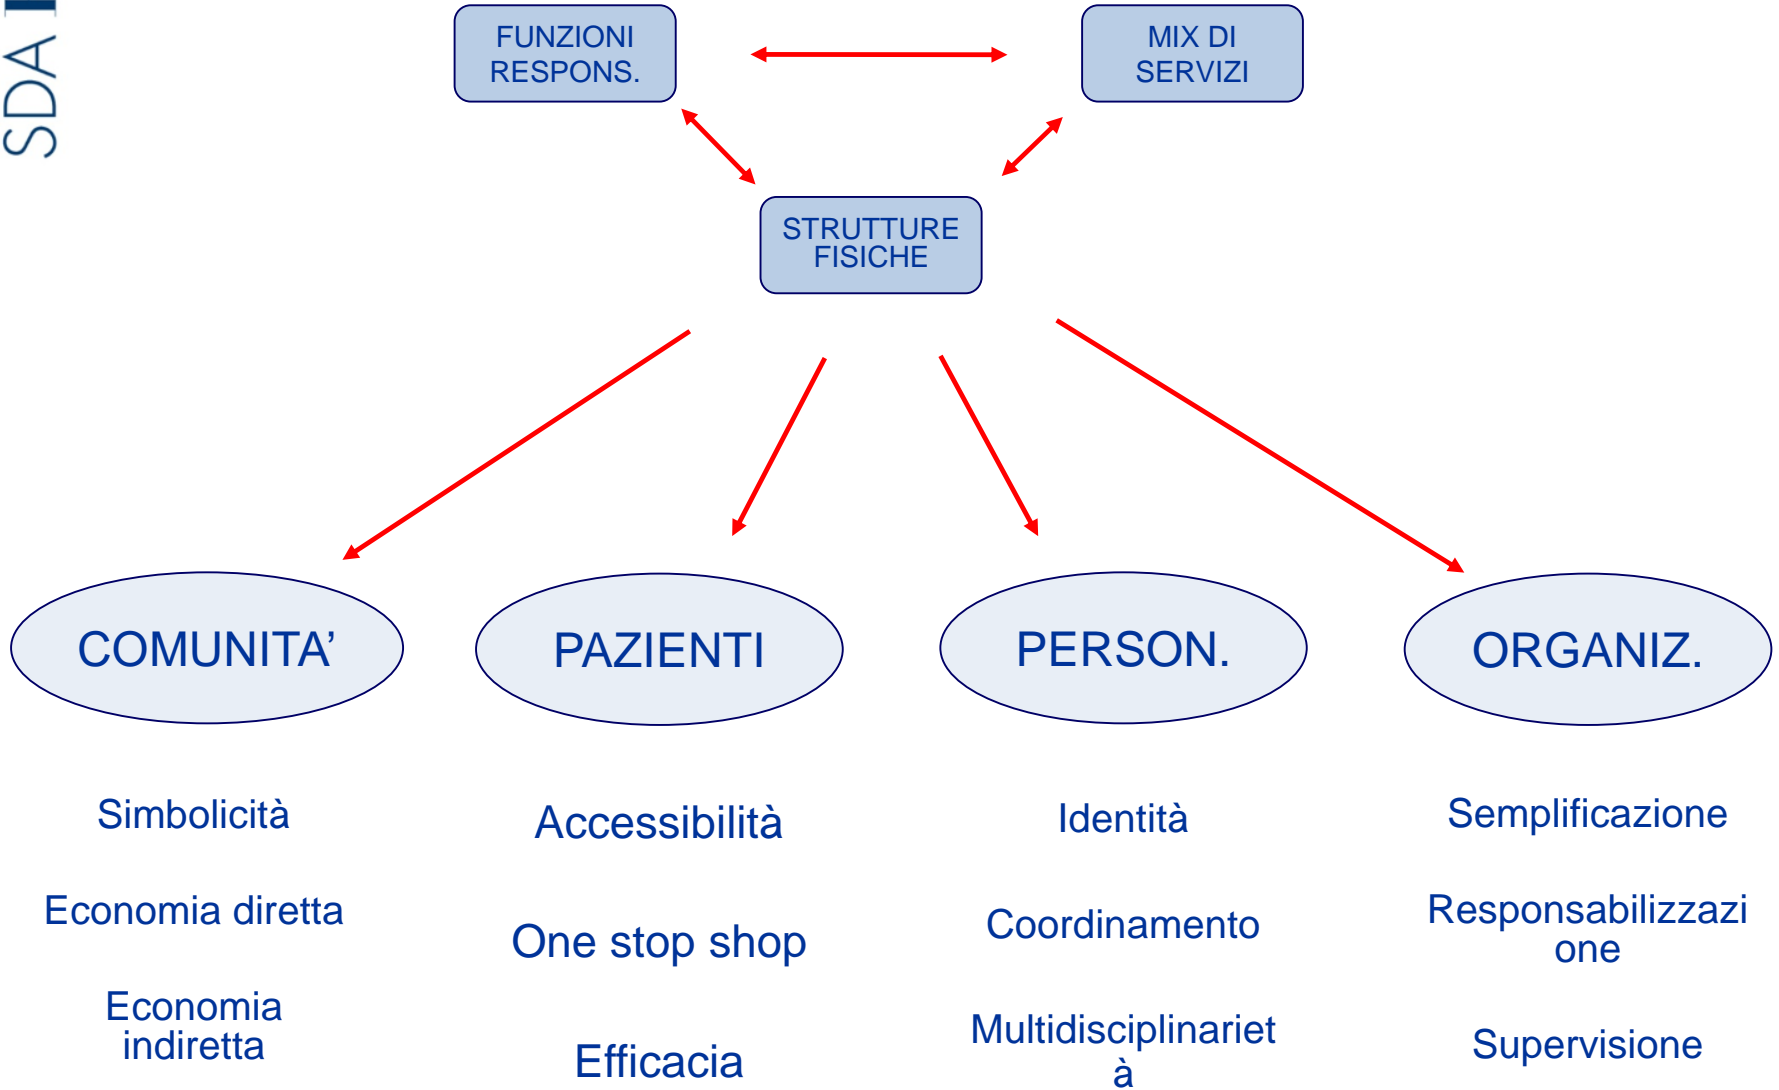 SDA
FUNZIONI
RESPONS.
MIX DI
SERVIZI
STRUTTURE
FISICHE
COMUNITA’
PAZIENTI
PERSON.
ORGANIZ.
Simbolicità
Economia diretta
Economia
indiretta
Accessibilità
One stop shop
Efficacia
Identità
Coordinamento
Multidisciplinariet
à
Semplificazione
Responsabilizzazi
one
Supervisione